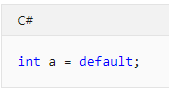 C#
int a = default;